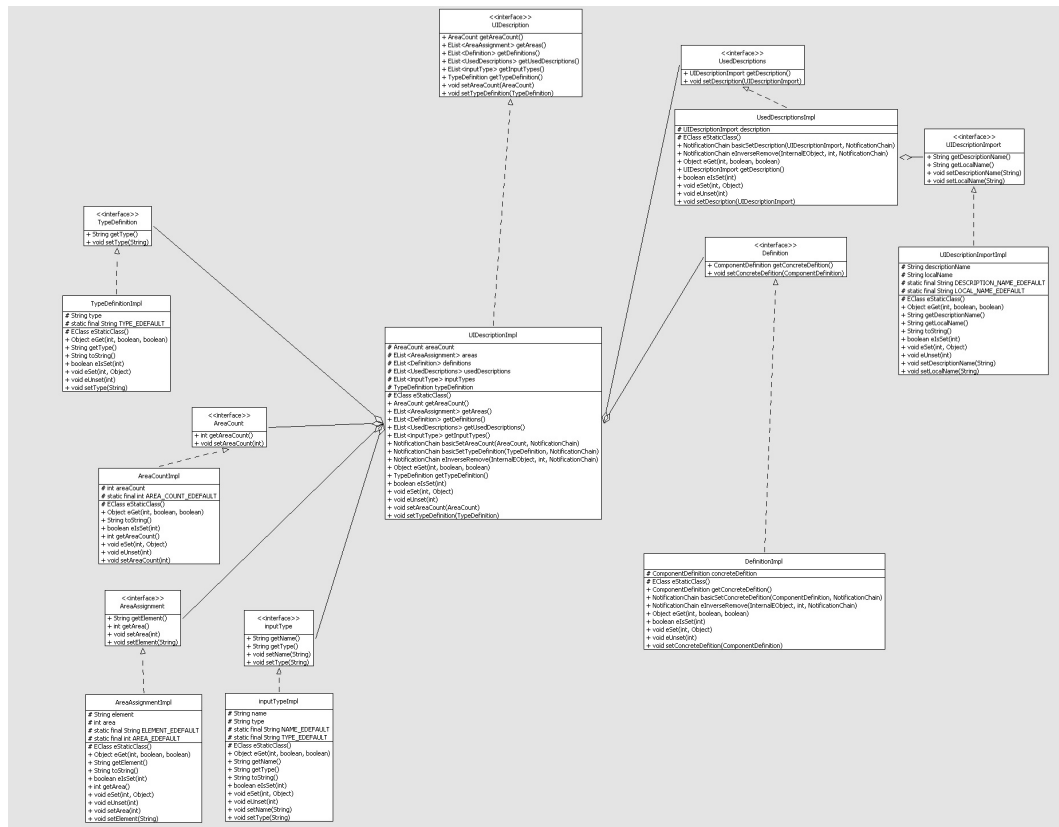 <<interface>>
UIDescription
+ AreaCount getAreaCount()
+ EList<AreaAssignment> getAreas()
+ EList<Definition> getDefinitions()
+ EList<UsedDescriptions> getUsedDescriptions()
+ EList<inputType> getInputTypes()
+ TypeDefinition getTypeDefinition()
+ void setAreaCount(AreaCount)
+ void setTypeDefinition(TypeDefinition)
<<interface>>
UsedDescriptions
+ UIDescriptionImport getDescription()
+ void setDescription(UIDescriptionImport)
UsedDescriptionsImpl
# UIDescriptionImport description
# EClass eStaticClass()
+ NotificationChain basicSetDescription(UIDescriptionImport, NotificationChain)
+ NotificationChain eInverseRemove(InternalEObject, int, NotificationChain)
+ Object eGet(int, boolean, boolean)
+ UIDescriptionImport getDescription()
+ boolean eIsSet(int)
+ void eSet(int, Object)
+ void eUnset(int)
+ void setDescription(UIDescriptionImport)
<<interface>>
UIDescriptionImport
+ String getDescriptionName()
+ String getLocalName()
+ void setDescriptionName(String)
+ void setLocalName(String)
<<interface>>
TypeDefinition
+ String getType()
+ void setType(String)
<<interface>>
Definition
+ ComponentDefinition getConcreteDefition()
+ void setConcreteDefition(ComponentDefinition)
UIDescriptionImportImpl
# String descriptionName
# String localName
# static final String DESCRIPTION_NAME_EDEFAULT
# static final String LOCAL_NAME_EDEFAULT
# EClass eStaticClass()
+ Object eGet(int, boolean, boolean)
+ String getDescriptionName()
+ String getLocalName()
+ String toString()
+ boolean eIsSet(int)
+ void eSet(int, Object)
+ void eUnset(int)
+ void setDescriptionName(String)
+ void setLocalName(String)
TypeDefinitionImpl
# String type
# static final String TYPE_EDEFAULT
# EClass eStaticClass()
+ Object eGet(int, boolean, boolean)
+ String getType()
+ String toString()
+ boolean eIsSet(int)
+ void eSet(int, Object)
+ void eUnset(int)
+ void setType(String)
UIDescriptionImpl
# AreaCount areaCount
# EList<AreaAssignment> areas
# EList<Definition> definitions
# EList<UsedDescriptions> usedDescriptions
# EList<inputType> inputTypes
# TypeDefinition typeDefinition
# EClass eStaticClass()
+ AreaCount getAreaCount()
+ EList<AreaAssignment> getAreas()
+ EList<Definition> getDefinitions()
+ EList<UsedDescriptions> getUsedDescriptions()
+ EList<inputType> getInputTypes()
+ NotificationChain basicSetAreaCount(AreaCount, NotificationChain)
+ NotificationChain basicSetTypeDefinition(TypeDefinition, NotificationChain)
+ NotificationChain eInverseRemove(InternalEObject, int, NotificationChain)
+ Object eGet(int, boolean, boolean)
+ TypeDefinition getTypeDefinition()
+ boolean eIsSet(int)
+ void eSet(int, Object)
+ void eUnset(int)
+ void setAreaCount(AreaCount)
+ void setTypeDefinition(TypeDefinition)
<<interface>>
AreaCount
+ int getAreaCount()
+ void setAreaCount(int)
AreaCountImpl
# int areaCount
# static final int AREA_COUNT_EDEFAULT
# EClass eStaticClass()
+ Object eGet(int, boolean, boolean)
+ String toString()
+ boolean eIsSet(int)
+ int getAreaCount()
+ void eSet(int, Object)
+ void eUnset(int)
+ void setAreaCount(int)
DefinitionImpl
# ComponentDefinition concreteDefition
# EClass eStaticClass()
+ ComponentDefinition getConcreteDefition()
+ NotificationChain basicSetConcreteDefition(ComponentDefinition, NotificationChain)
+ NotificationChain eInverseRemove(InternalEObject, int, NotificationChain)
+ Object eGet(int, boolean, boolean)
+ boolean eIsSet(int)
+ void eSet(int, Object)
+ void eUnset(int)
+ void setConcreteDefition(ComponentDefinition)
<<interface>>
AreaAssignment
+ String getElement()
+ int getArea()
+ void setArea(int)
+ void setElement(String)
<<interface>>
inputType
+ String getName()
+ String getType()
+ void setName(String)
+ void setType(String)
AreaAssignmentImpl
# String element
# int area
# static final String ELEMENT_EDEFAULT
# static final int AREA_EDEFAULT
# EClass eStaticClass()
+ Object eGet(int, boolean, boolean)
+ String getElement()
+ String toString()
+ boolean eIsSet(int)
+ int getArea()
+ void eSet(int, Object)
+ void eUnset(int)
+ void setArea(int)
+ void setElement(String)
inputTypeImpl
# String name
# String type
# static final String NAME_EDEFAULT
# static final String TYPE_EDEFAULT
# EClass eStaticClass()
+ Object eGet(int, boolean, boolean)
+ String getName()
+ String getType()
+ String toString()
+ boolean eIsSet(int)
+ void eSet(int, Object)
+ void eUnset(int)
+ void setName(String)
+ void setType(String)